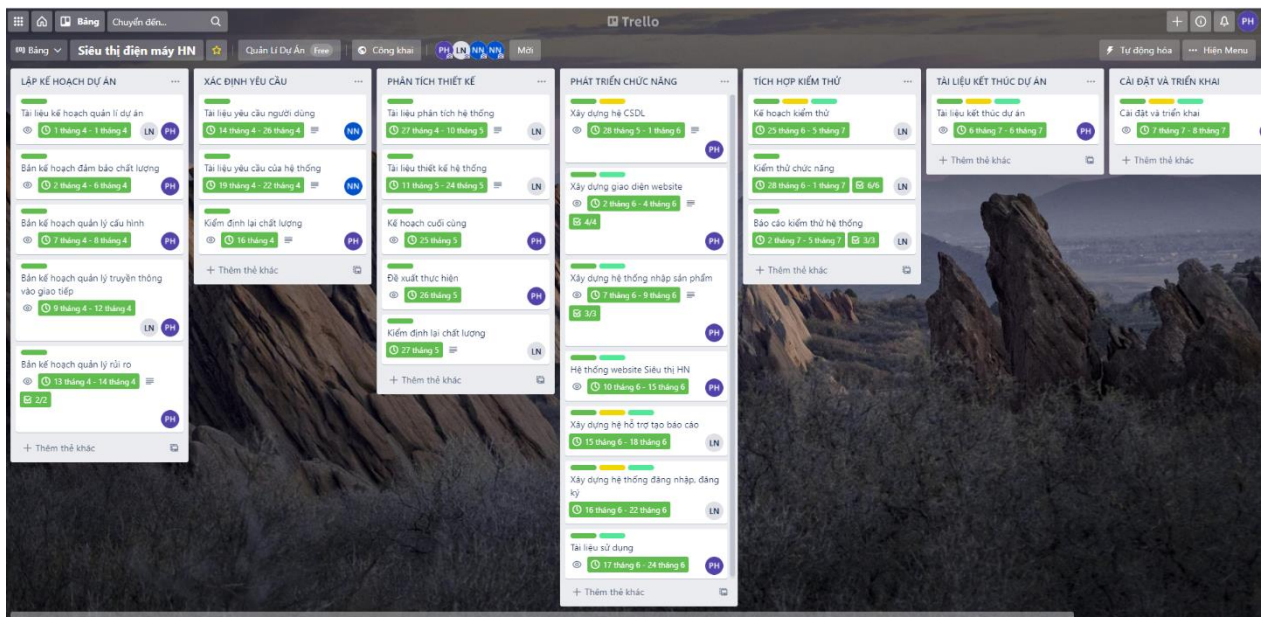 Bảng
Chuyển đến...
Trello
PH
Bảng
Siêu thị điện máy HN
Quản Lí Dự Án Free
Công khai
PH LN NN NN
Mời
Tự động hóa
Hiện Menu
LẬP KẾ HOẠCH DỰ ÁN
Tài liệu kế hoạch quản lí dự án
1 tháng 4 - 1 tháng 4
LN PH
Bản kế hoạch đảm bảo chất lượng
2 tháng 4 - 6 tháng 4
PH
Bản kế hoạch quản lý cấu hình
7 tháng 4 - 8 tháng 4
PH
Bản kế hoạch quản lý truyền thông
vào giao tiếp
9 tháng 4 - 12 tháng 4
LN PH
Bản kế hoạch quản lý rủi ro
13 tháng 4 - 14 tháng 4
2/2
PH
+ Thêm thẻ khác
XÁC ĐỊNH YÊU CẦU
Tài liệu yêu cầu người dùng
14 tháng 4 - 26 tháng 4
NN
Tài liệu yêu cầu của hệ thống
19 tháng 4 - 22 tháng 4
NN
Kiểm định lại chất lượng
16 tháng 4
PH
+ Thêm thẻ khác
PHÂN TÍCH THIẾT KẾ
Tài liệu phân tích hệ thống
27 tháng 4 - 10 tháng 5
LN
Tài liệu thiết kế hệ thống
11 tháng 5 - 24 tháng 5
LN
Kế hoạch cuối cùng
25 tháng 5
PH
Đề xuất thực hiện
26 tháng 5
PH
Kiểm định lại chất lượng
27 tháng 5
LN
+ Thêm thẻ khác
PHÁT TRIỂN CHỨC NĂNG
Xây dựng hệ CSDL
28 tháng 5 - 1 tháng 6
PH
Xây dựng giao diện website
2 tháng 6 - 4 tháng 6
4/4
PH
Xây dựng hệ thống nhập sản phẩm
7 tháng 6 - 9 tháng 6
3/3
PH
Hệ thống website Siêu thị HN
10 tháng 6 - 15 tháng 6
PH
Xây dựng hệ hỗ trợ tạo báo cáo
15 tháng 6 - 18 tháng 6
LN
Xây dựng hệ thống đăng nhập, đăng
ký
16 tháng 6 - 22 tháng 6
LN
Tài liệu sử dụng
17 tháng 6 - 24 tháng 6
PH
+ Thêm thẻ khác
TÍCH HỢP KIỂM THỬ
Kế hoạch kiểm thử
25 tháng 6 - 5 tháng 7
LN
Kiểm thử chức năng
28 tháng 6 - 1 tháng 7
6/6
LN
Báo cáo kiểm thử hệ thống
2 tháng 7 - 5 tháng 7
3/3
LN
+ Thêm thẻ khác
TÀI LIỆU KẾT THÚC DỰ ÁN
Tài liệu kết thúc dự án
6 tháng 7 - 6 tháng 7
PH
+ Thêm thẻ khác
CÀI ĐẶT VÀ TRIỂN KHAI
Cài đặt và triển khai
7 tháng 7 - 8 tháng 7
+ Thêm thẻ khác